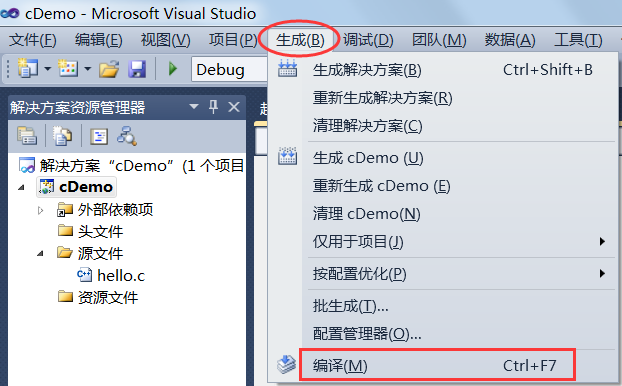 cDemo - Microsoft Visual Studio
文件(F) 编辑(E) 视图(V) 项目(P) 生成(B) 调试(D) 团队(M) 数据(A) 工具(T)
Debug
解决方案资源管理器
解决方案“cDemo”(1 个项目
cDemo
外部依赖项
头文件
源文件
hello.c
资源文件
生成解决方案(B) Ctrl+Shift+B
重新生成解决方案(R)
清理解决方案(C)
生成 cDemo (U)
重新生成 cDemo (E)
清理 cDemo(N)
仅用于项目(J)
按配置优化(P)
批生成(T)...
配置管理器(O)...
编译(M) Ctrl+F7